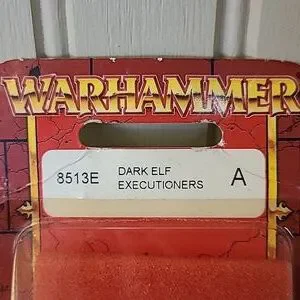 WARHAMMER
8513E DARK ELF A
EXECUTIONERS